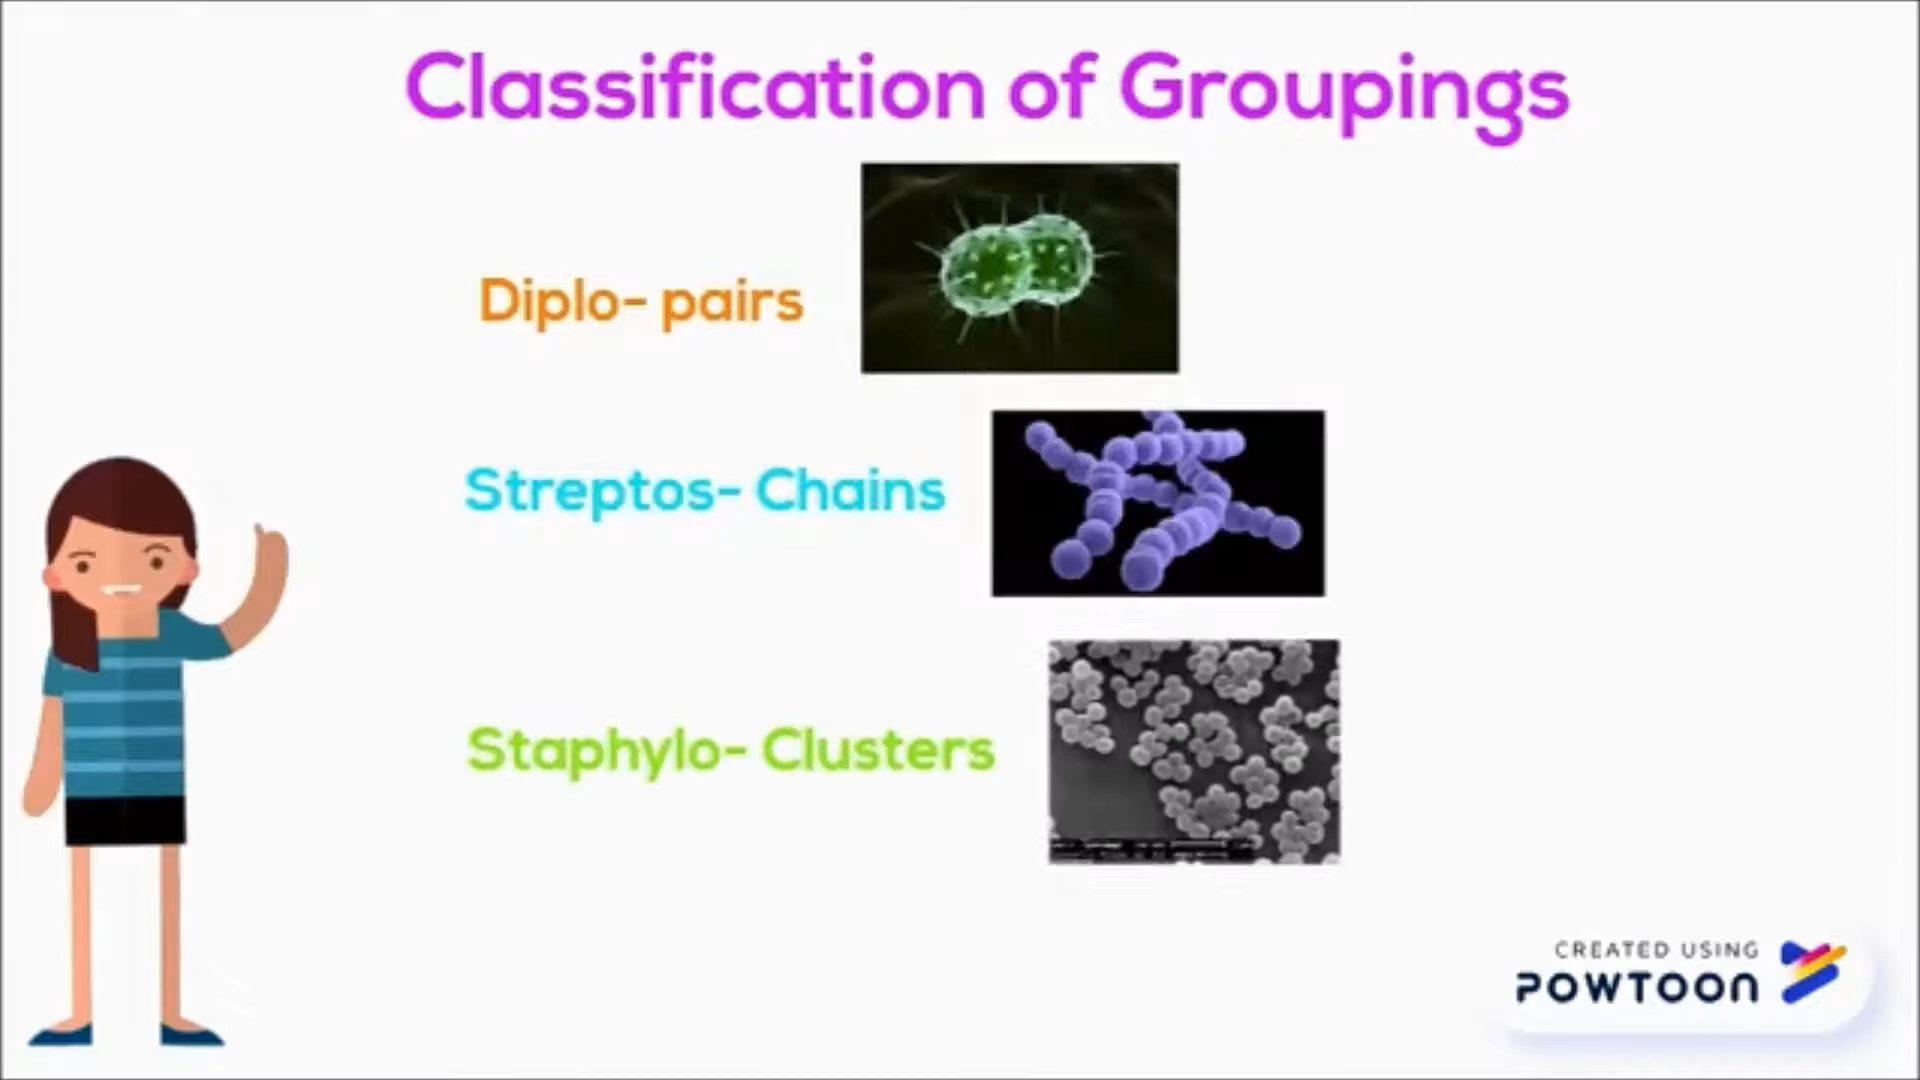 Classification of Groupings
Diplo- pairs
Streptos- Chains
Staphylo- Clusters
CREATED USING
POWTOON